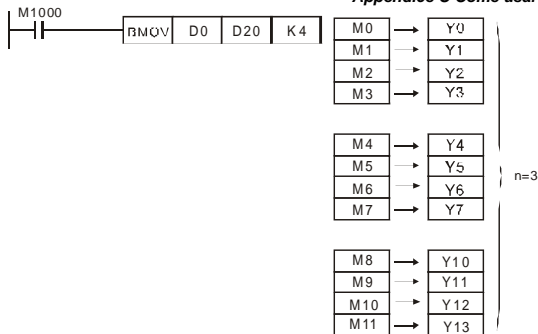 Appendices C Como usar
M1000
BMOV D0 D20 K4
M0 Y0
M1 Y1
M2 Y2
M3 Y3
M4 Y4
M5 Y5
M6 Y6
M7 Y7
n=3
M8 Y10
M9 Y11
M10 Y12
M11 Y13